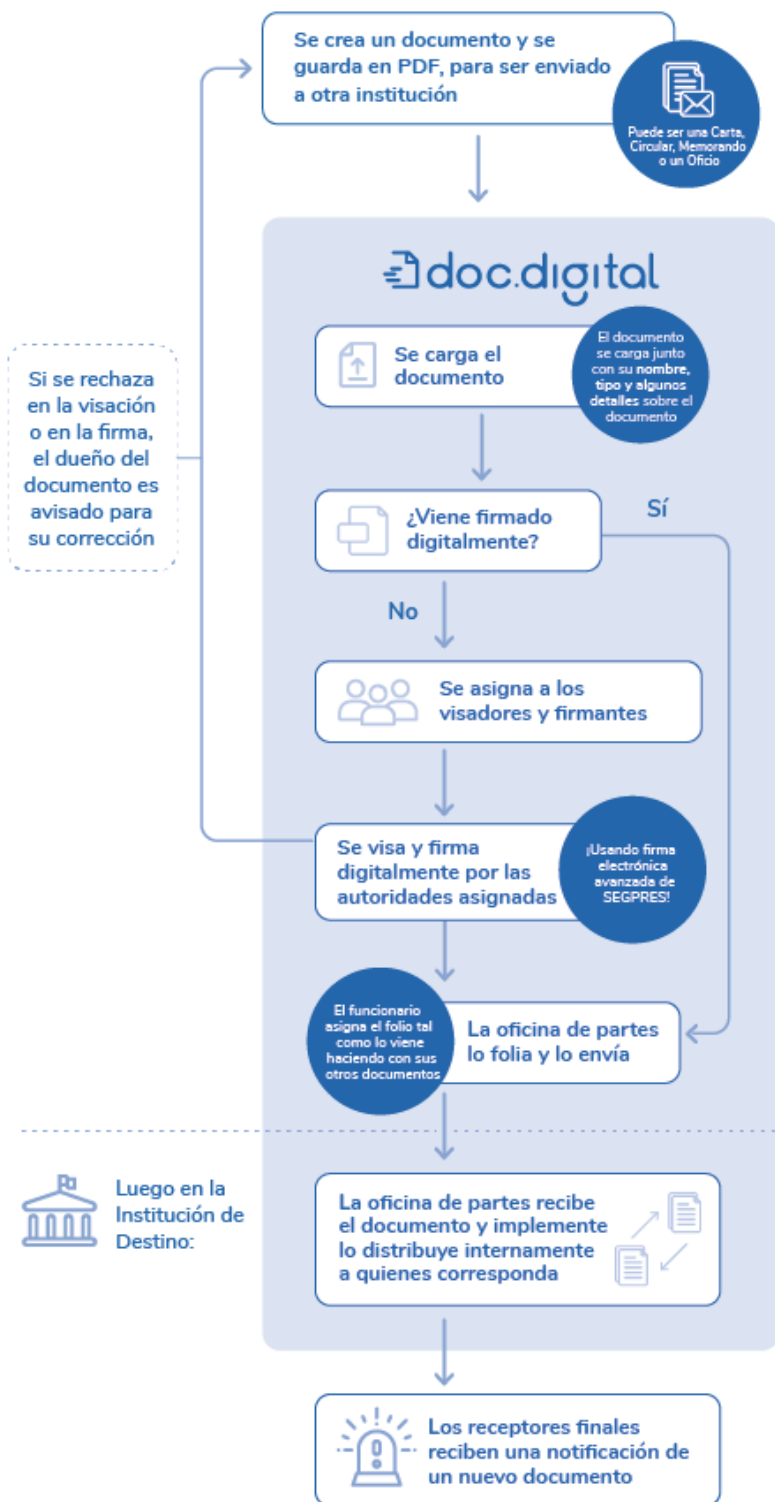 Se crea un documento y se
guarda en PDF, para ser enviado
a otra institución
Puede ser una Carta,
Circular, Memorando
o un Oficio
doc.digital
Se carga el
documento
El documento
se carga junto
con su nombre,
tipo y algunos
detalles sobre el
documento
Si se rechaza
en la visación
o en la firma,
el dueño del
documento es
avisado para
su corrección
¿Viene firmado
digitalmente?
Sí
No
Se asigna a los
visadores y firmantes
Se visa y firma
digitalmente por las
autoridades asignadas
¡Usando firma
electrónica
avanzada de
SEGPRES!
El funcionario
asigna el folio tal
como lo viene
haciendo con sus
otros documentos
La oficina de partes
lo folia y lo envía
Luego en la
Institución de
Destino:
La oficina de partes recibe
el documento y implemente
lo distribuye internamente
a quienes corresponda
Los receptores finales
reciben una notificación de
un nuevo documento